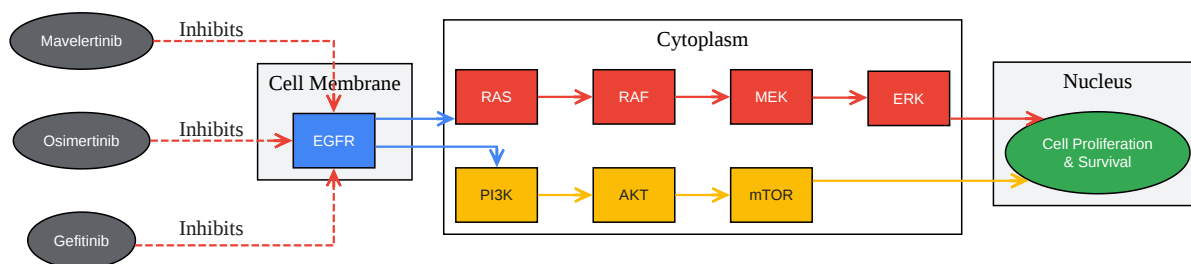 Mavelertinib
Inhibits
Osimertinib
Inhibits
Gefitinib
Inhibits
Cell Membrane
EGFR
Cytoplasm
RAS
RAF
MEK
ERK
PI3K
AKT
mTOR
Nucleus
Cell Proliferation
& Survival